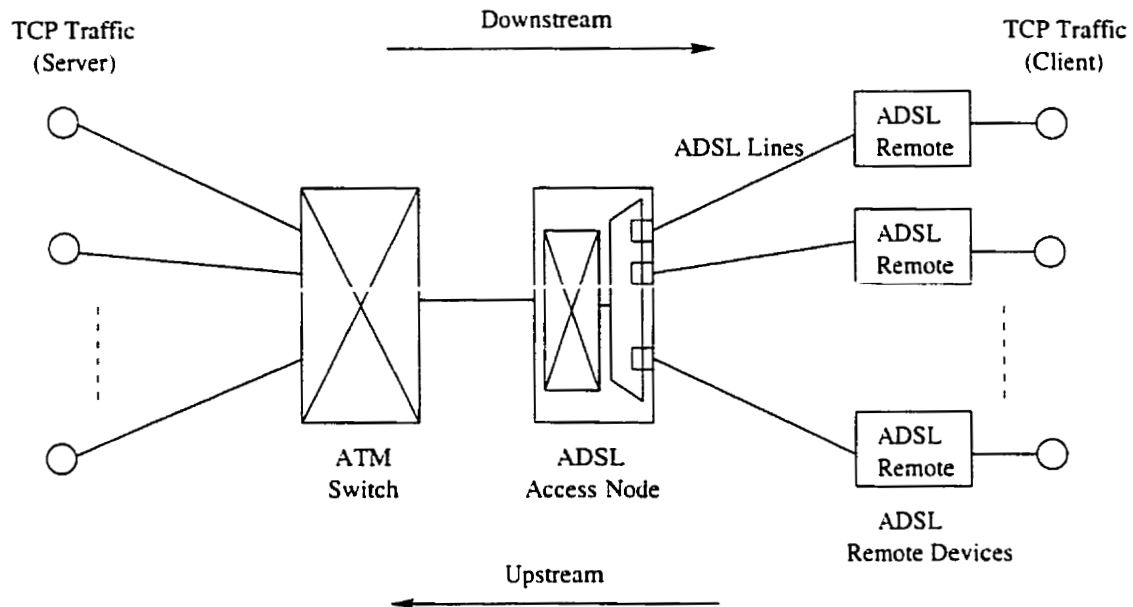 Downstream
TCP Traffic
(Server)
TCP Traffic
(Client)
ADSL
Remote
ADSL Lines
ADSL
Remote
ATM
Switch
ADSL
Access Node
ADSL
Remote
ADSL
Remote Devices
Upstream